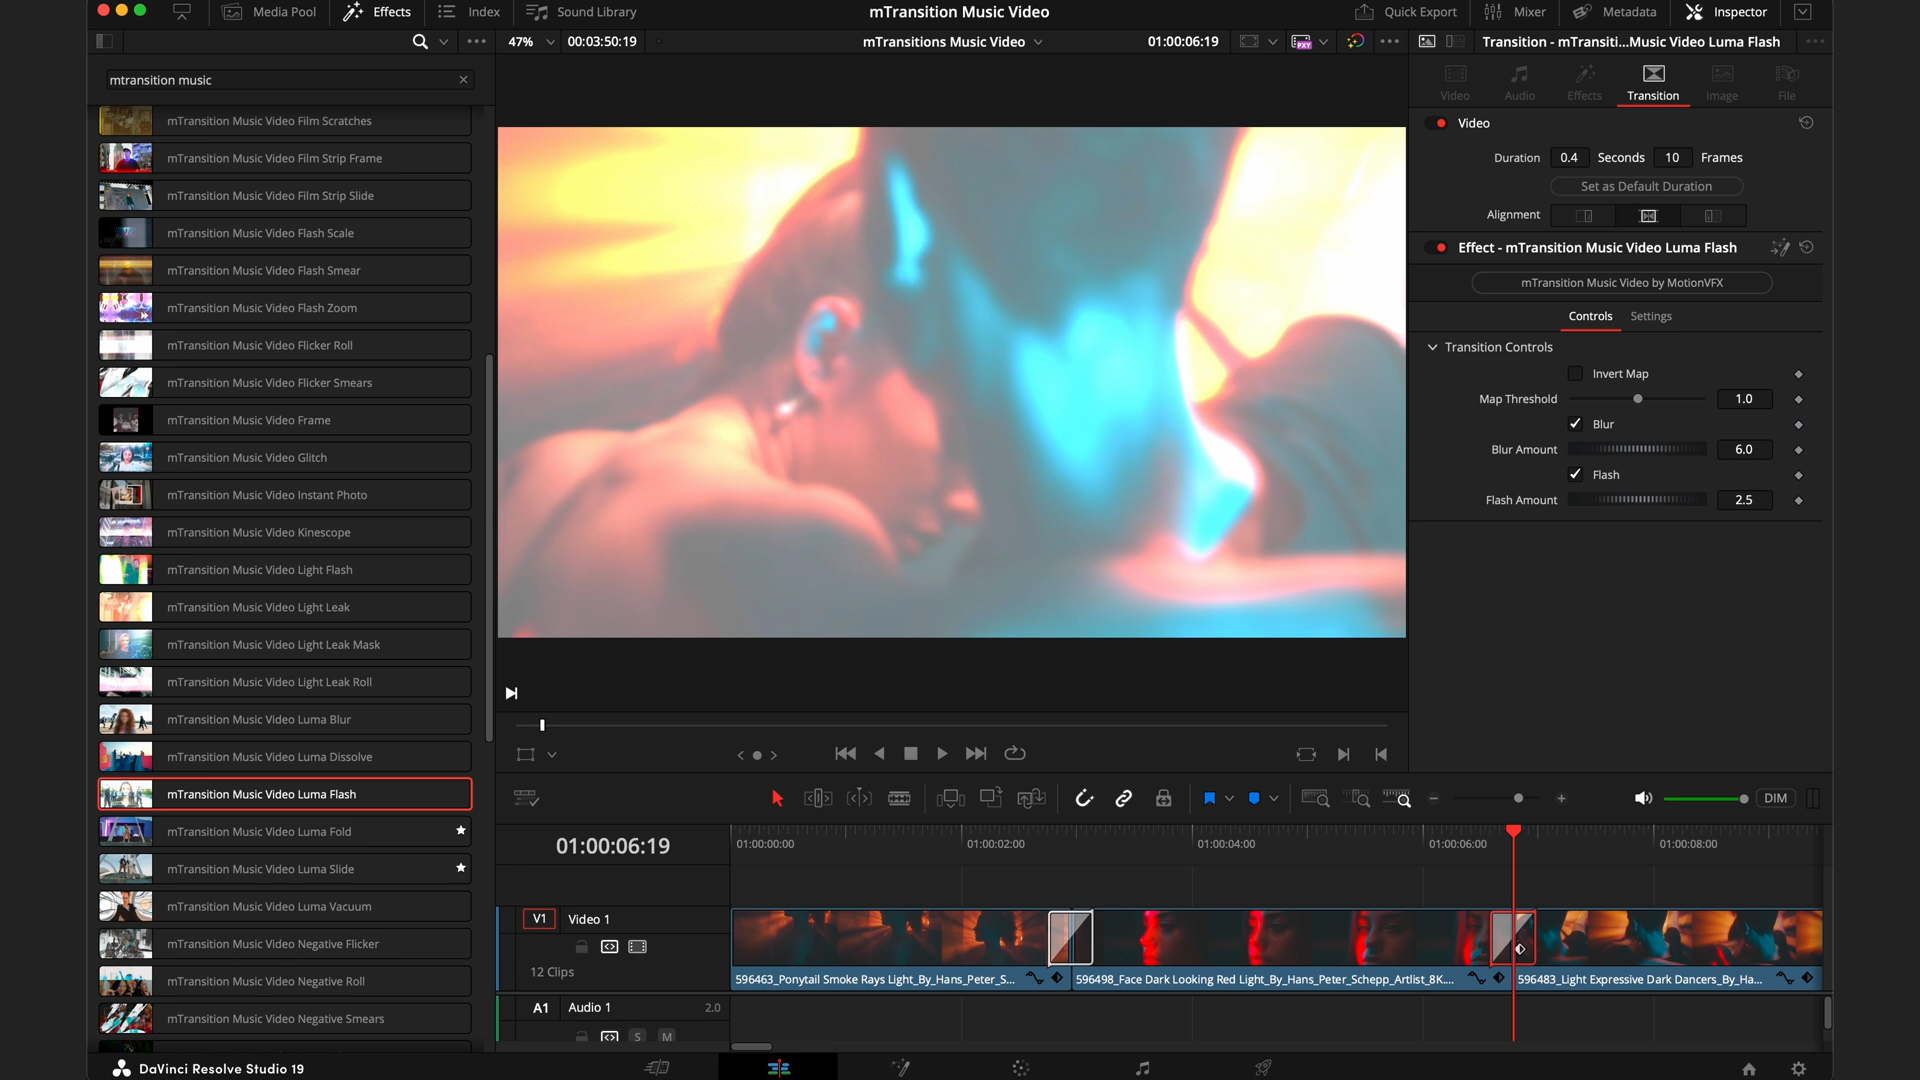 Media Pool
Effects
Index
Sound Library
mTransition Music Video
Quick Export
Mixer
Metadata
Inspector
47%
00:03:50:19
mTransitions Music Video
01:00:06:19
PXY
Transition - mTransiti...Music Video Luma Flash
mtransition music
mTransition Music Video Film Scratches
mTransition Music Video Film Strip Frame
mTransition Music Video Film Strip Slide
mTransition Music Video Flash Scale
mTransition Music Video Flash Smear
mTransition Music Video Flash Zoom
mTransition Music Video Flicker Roll
mTransition Music Video Flicker Smears
mTransition Music Video Frame
mTransition Music Video Glitch
mTransition Music Video Instant Photo
mTransition Music Video Kinescope
mTransition Music Video Light Flash
mTransition Music Video Light Leak
mTransition Music Video Light Leak Mask
mTransition Music Video Light Leak Roll
mTransition Music Video Luma Blur
mTransition Music Video Luma Dissolve
mTransition Music Video Luma Flash
mTransition Music Video Luma Fold
mTransition Music Video Luma Slide
mTransition Music Video Luma Vacuum
mTransition Music Video Negative Flicker
mTransition Music Video Negative Roll
mTransition Music Video Negative Smears
Video
Audio
Effects
Transition
Image
File
Video
Duration 0.4 Seconds 10 Frames
Set as Default Duration
Alignment
Effect - mTransition Music Video Luma Flash
mTransition Music Video by MotionVFX
Controls Settings
Transition Controls
Invert Map
Map Threshold 1.0
Blur
Blur Amount 6.0
Flash
Flash Amount 2.5
DIM
01:00:06:19
01:00:00:00
01:00:02:00
01:00:04:00
01:00:06:00
01:00:08:00
V1 Video 1
12 Clips
596463_Ponytail Smoke Rays Light_By_Hans_Peter_S...
596498_Face Dark Looking Red Light_By_Hans_Peter_Schepp_Artlist_8K....
596483_Light Expressive Dark Dancers_By_Ha...
A1 Audio 1 2.0
S M
DaVinci Resolve Studio 19